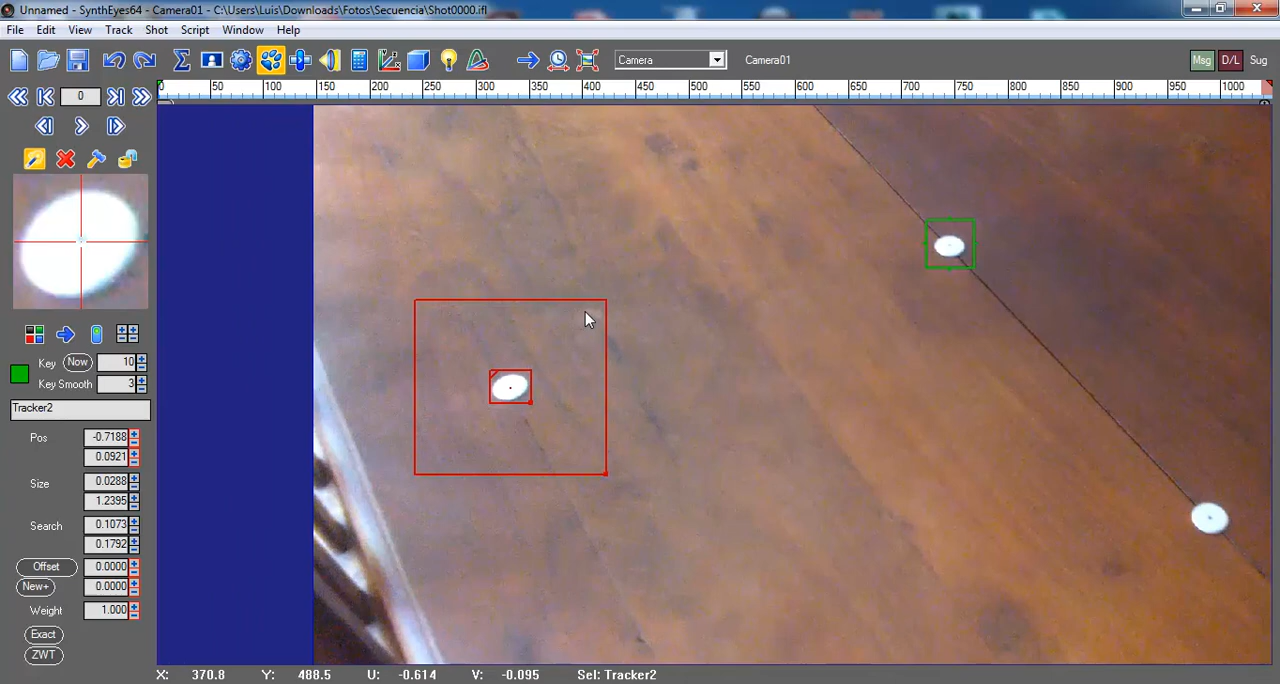 Unnamed - SynthEyes64 - Camera01 - C:\Users\Luis\Downloads\Fotos\Secuencia\Shot0000.ifl
File Edit View Track Shot Script Window Help
Camera Camera01 Msg D/L Sug
0 0 50 100 150 200 250 300 350 400 450 500 550 600 650 700 750 800 850 900 950 1000
Key Now 10
Key Smooth 3
Tracker2
Pos -0.7188
0.0921
Size 0.0288
1.2395
Search 0.1073
0.1792
Offset 0.0000
New+ 0.0000
Weight 1.000
Exact
ZWT
X: 370.8 Y: 488.5 U: -0.614 V: -0.095 Sel: Tracker2